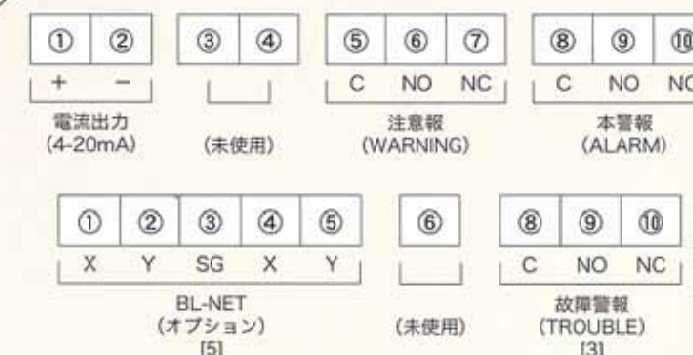 ① ② ③ ④ ⑤ ⑥ ⑦ ⑧ ⑨ ⑩
+ − C NO NC C NO NC
電流出力 注意報 本警報
(4-20mA) (未使用) (WARNING) (ALARM)
① ② ③ ④ ⑤ ⑥ ⑧ ⑨ ⑩
X Y SG X Y C NO NC
BL-NET 故障警報
(オプション) (未使用) (TROUBLE)
[5] [3]